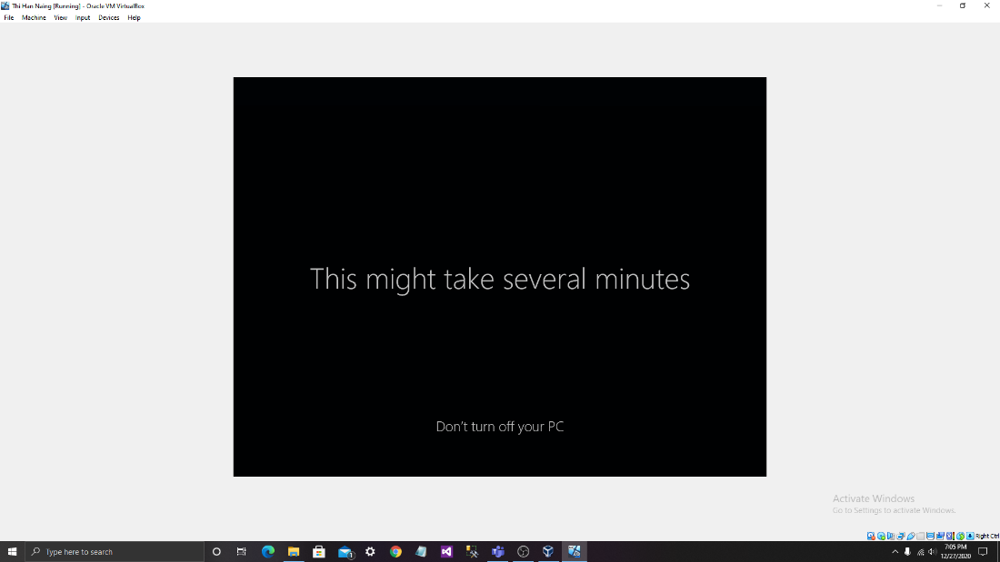 Thi Han Naing [Running] - Oracle VM VirtualBox
File Machine View Input Devices Help
This might take several minutes
Don't turn off your PC
Activate Windows
Go to Settings to activate Windows.
Right Ctrl
Type here to search
1
7:05 PM
12/27/2020